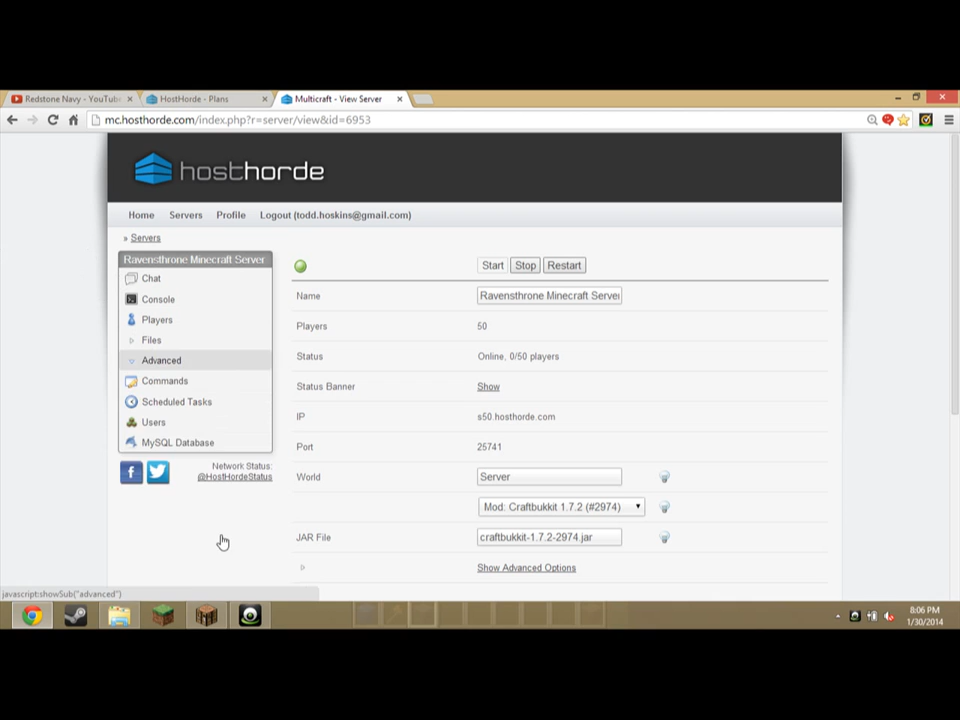 Redstone Navy - YouTub
HostHorde - Plans
Multicraft - View Server
mc.hosthorde.com/index.php?r=server/view&id=6953
hosthorde
Home Servers Profile Logout (todd.hoskins@gmail.com)
» Servers
Ravensthrone Minecraft Server
Chat
Console
Players
Files
Advanced
Commands
Scheduled Tasks
Users
MySQL Database
Network Status:
@HostHordeStatus
Start Stop Restart
Name Ravensthrone Minecraft Server
Players 50
Status Online, 0/50 players
Status Banner Show
IP s50.hosthorde.com
Port 25741
World Server
Mod: Craftbukkit 1.7.2 (#2974)
JAR File craftbukkit-1.7.2-2974.jar
Show Advanced Options
javascript:showSub("advanced")
8:06 PM
1/30/2014